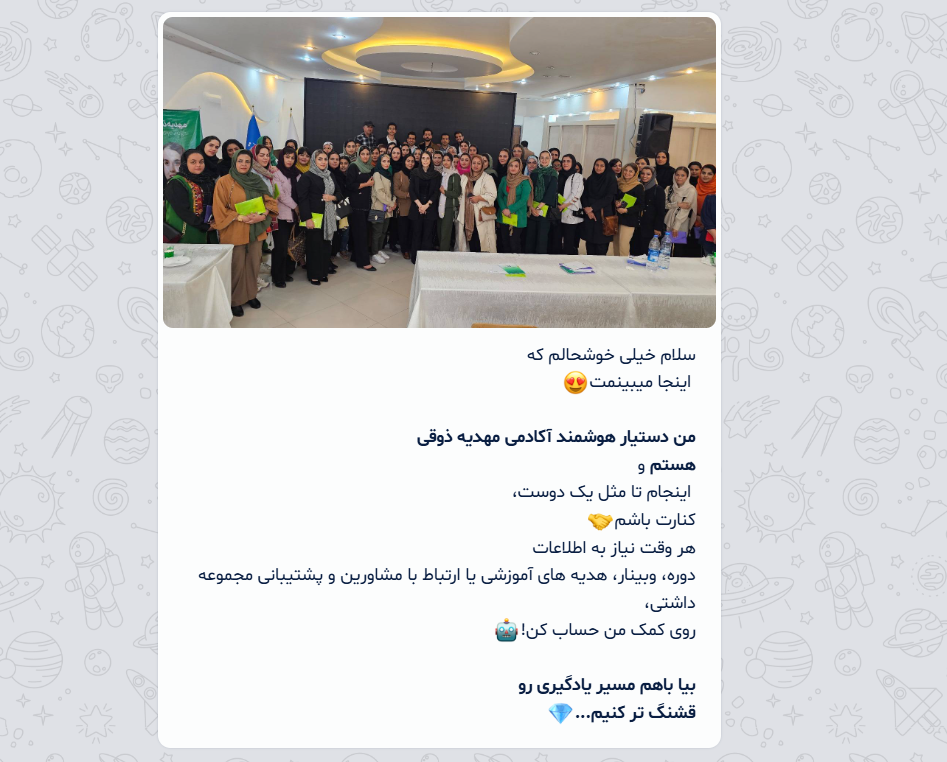 مهدیه ذ
سلام خیلی خوشحالم که
اینجا میبینمت😍
من دستیار هوشمند آکادمی مهدیه ذوقی
هستم و
اینجام تا مثل یک دوست،
کنارت باشم🤝
هر وقت نیاز به اطلاعات
دوره، وبینار، هدیه های آموزشی یا ارتباط با مشاورین و پشتیبانی مجموعه
داشتی،
روی کمک من حساب کن!🤖
بیا باهم مسیر یادگیری رو
قشنگ تر کنیم...💎